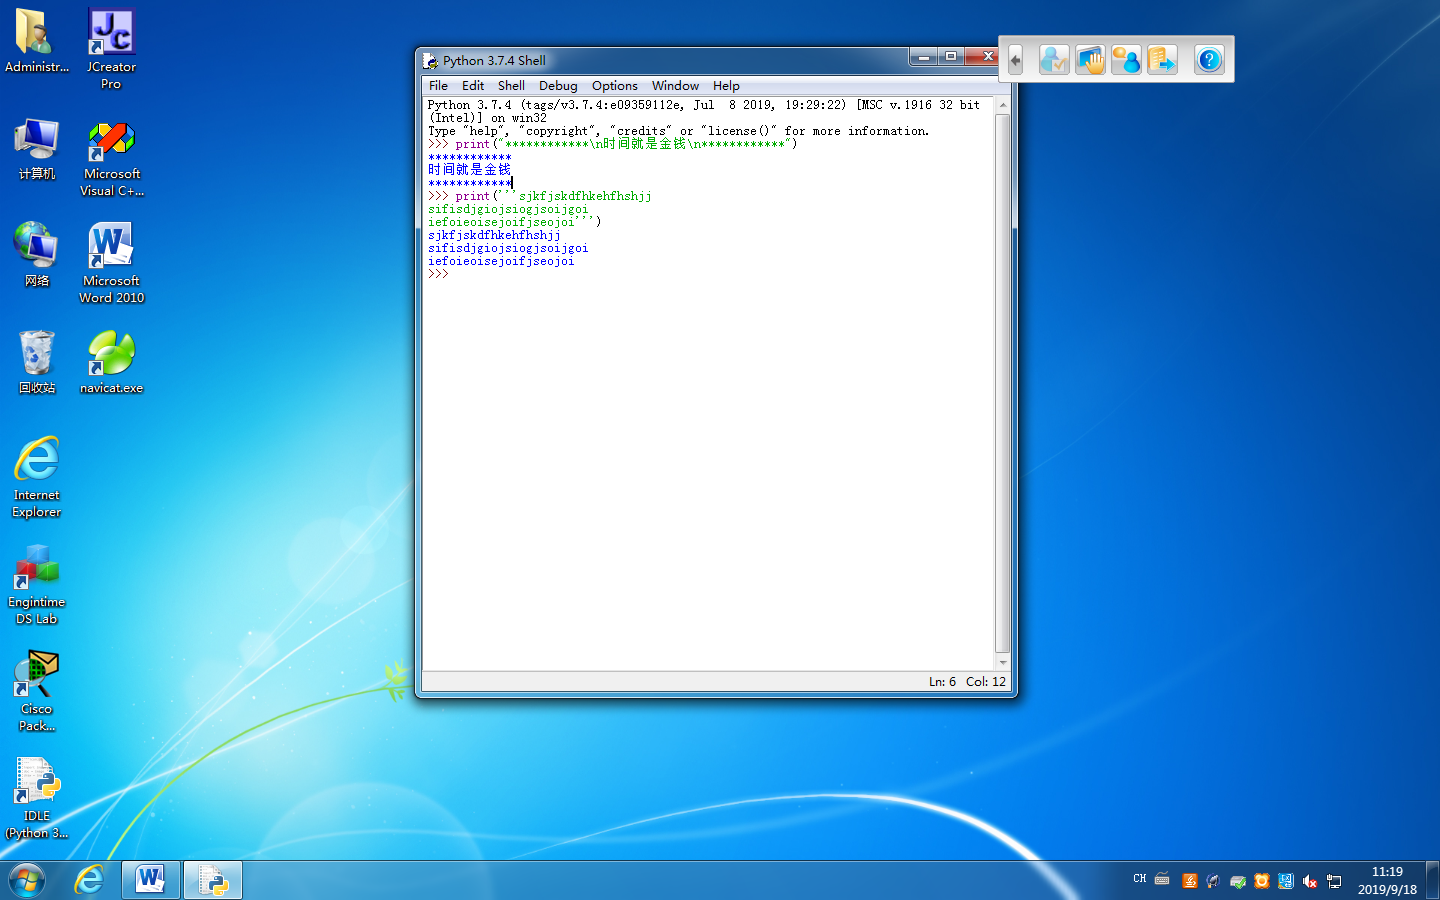 Administr...
JCreator
Pro
计算机
Microsoft
Visual C+...
网络
Microsoft
Word 2010
回收站
navicat.exe
Internet
Explorer
Engintime
DS Lab
Cisco
Pack...
IDLE
(Python 3...
Python 3.7.4 Shell
File Edit Shell Debug Options Window Help
Python 3.7.4 (tags/v3.7.4:e09359112e, Jul  8 2019, 19:29:22) [MSC v.1916 32 bit
(Intel)] on win32
Type "help", "copyright", "credits" or "license()" for more information.
>>> print("************\n时间就是金钱\n************")
************
时间就是金钱
************
>>> print('''sjkfjskdfhkehfhshjj
sifisdjgiojsiogjsoijgoi
iefoieoisejoifjseojoi''')
sjkfjskdfhkehfhshjj
sifisdjgiojsiogjsoijgoi
iefoieoisejoifjseojoi
>>>
Ln: 6 Col: 12
CH
11:19
2019/9/18